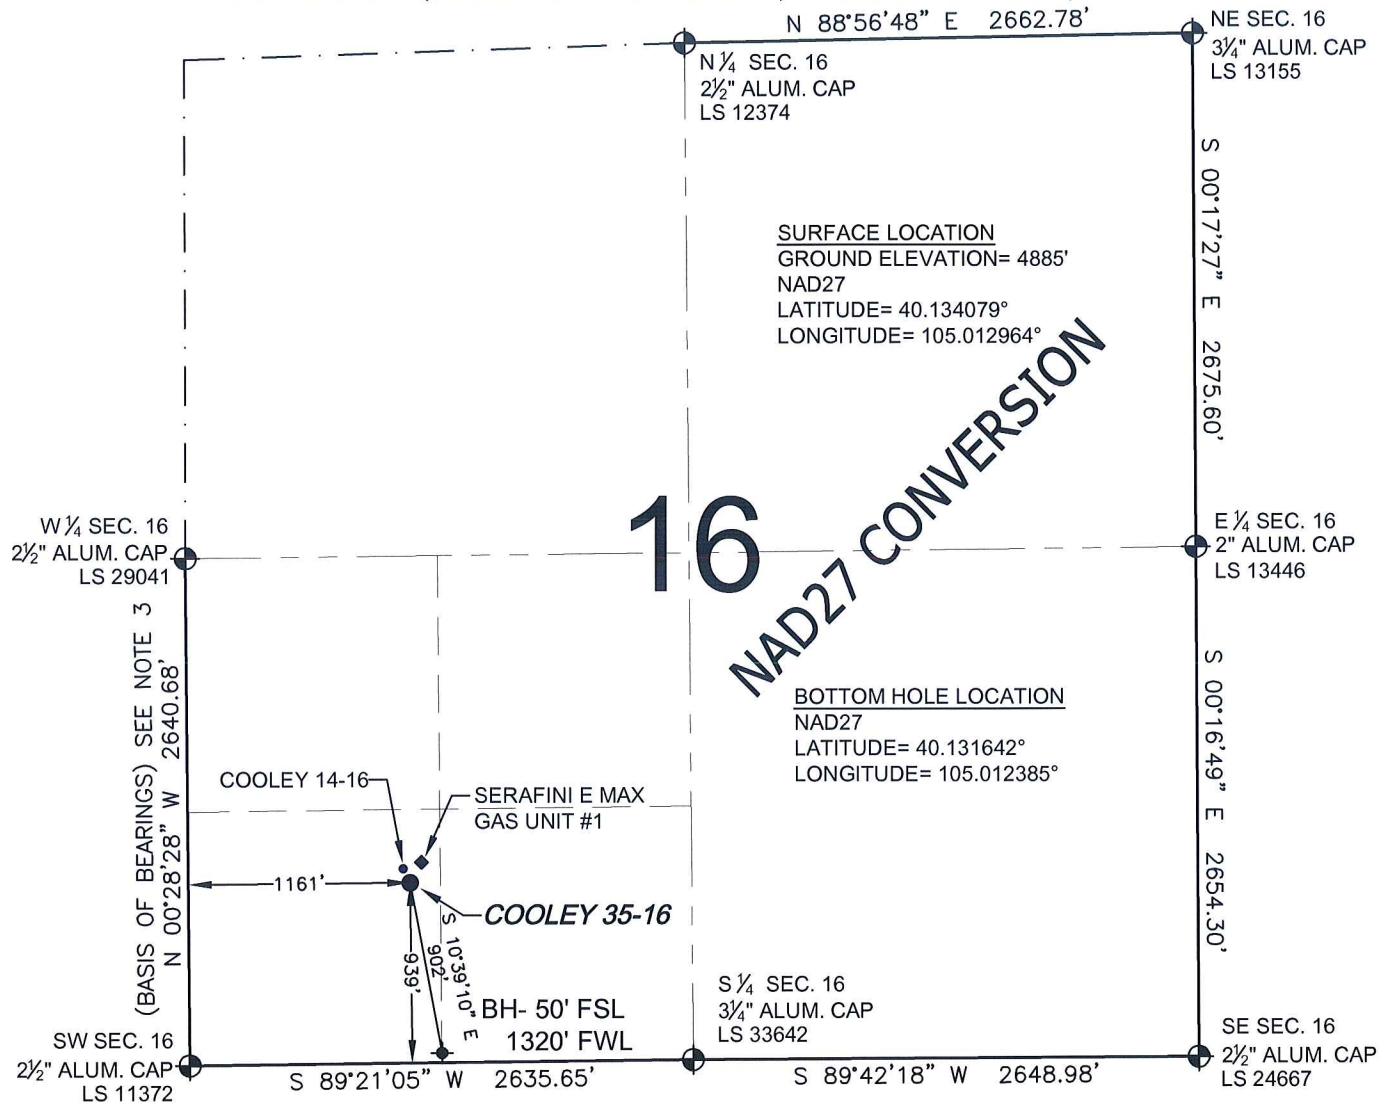 N 88°56'48" E 2662.78'
NE SEC. 16
3¼" ALUM. CAP
LS 13155
N ¼ SEC. 16
2½" ALUM. CAP
LS 12374
S 00°17'27" E 2675.60'
SURFACE LOCATION
GROUND ELEVATION= 4885'
NAD27
LATITUDE= 40.134079°
LONGITUDE= 105.012964°
NAD27 CONVERSION
16
W ¼ SEC. 16
2½" ALUM. CAP
LS 29041
E ¼ SEC. 16
2" ALUM. CAP
LS 13446
(BASIS OF BEARINGS) SEE NOTE 3
N 00°28'28" W 2640.68'
S 00°16'49" E 2654.30'
BOTTOM HOLE LOCATION
NAD27
LATITUDE= 40.131642°
LONGITUDE= 105.012385°
COOLEY 14-16
SERAFINI E MAX
GAS UNIT #1
1161'
COOLEY 35-16
939'
S 10°39'10" E
902'
BH- 50' FSL
1320' FWL
S ¼ SEC. 16
3¼" ALUM. CAP
LS 33642
SW SEC. 16
2½" ALUM. CAP
LS 11372
S 89°21'05" W 2635.65'
S 89°42'18" W 2648.98'
SE SEC. 16
2½" ALUM. CAP
LS 24667